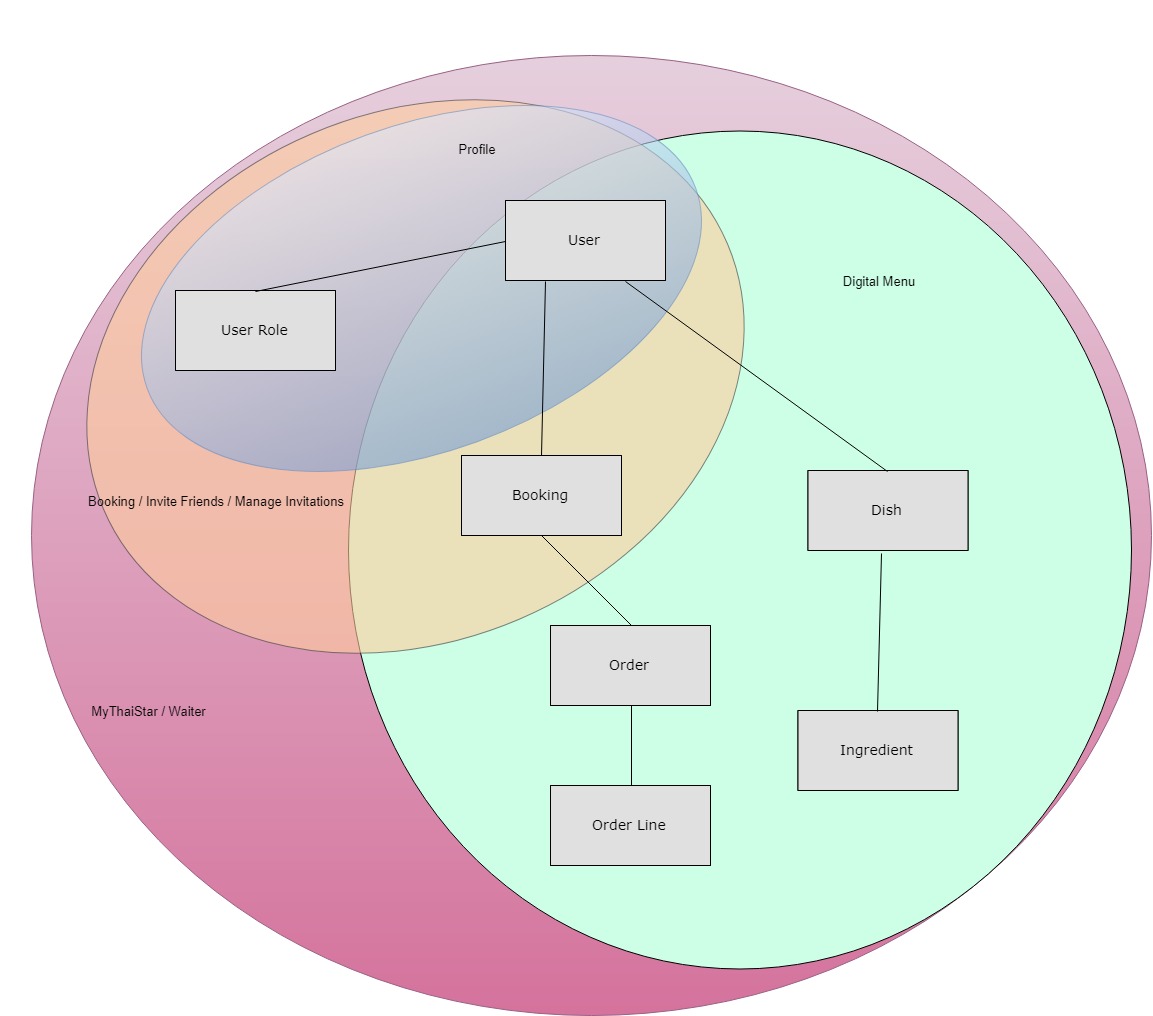 Profile
User
Digital Menu
User Role
Booking
Booking / Invite Friends / Manage Invitations
Dish
Order
MyThaiStar / Waiter
Ingredient
Order Line